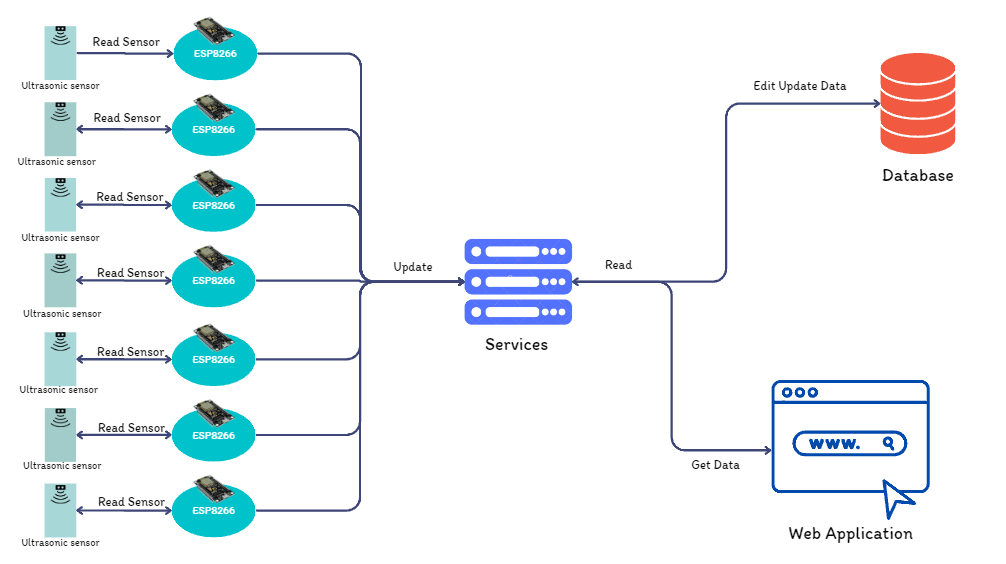 Read Sensor
ESP8266
Ultrasonic sensor
Read Sensor
ESP8266
Ultrasonic sensor
Read Sensor
ESP8266
Ultrasonic sensor
Read Sensor
ESP8266
Ultrasonic sensor
Read Sensor
ESP8266
Ultrasonic sensor
Read Sensor
ESP8266
Ultrasonic sensor
Read Sensor
ESP8266
Ultrasonic sensor
Update
Services
Read
Edit Update Data
Database
Get Data
www.
Web Application